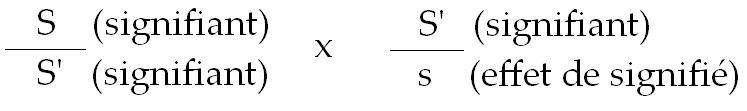 S (signifiant) x S' (signifiant)
S' (signifiant) s (effet de signifié)